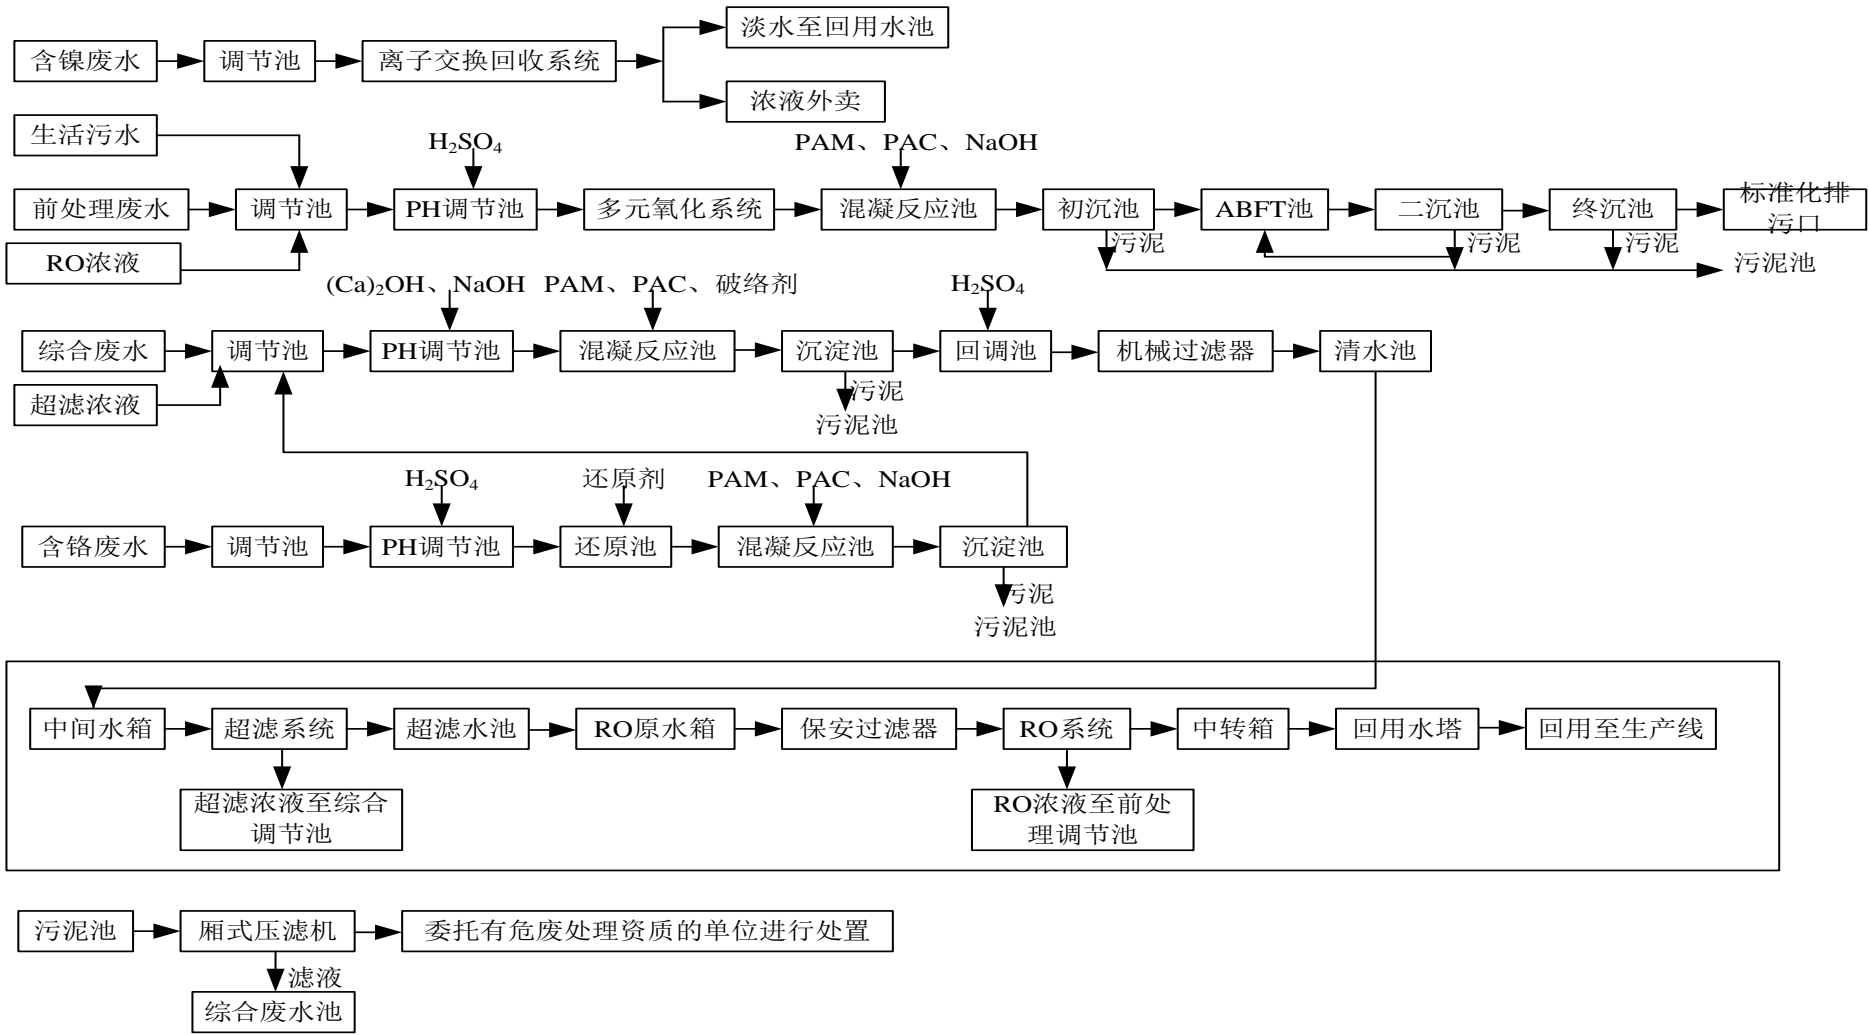 淡水至回用水池
含镍废水
调节池
离子交换回收系统
浓液外卖
生活污水
H₂SO₄
PAM、PAC、NaOH
前处理废水
调节池
PH调节池
多元氧化系统
混凝反应池
初沉池
ABFT池
二沉池
终沉池
标准化排
污口
污泥
污泥
污泥
RO浓液
污泥池
(Ca)₂OH、NaOH
PAM、PAC、破络剂
H₂SO₄
综合废水
调节池
PH调节池
混凝反应池
沉淀池
回调池
机械过滤器
清水池
超滤浓液
污泥
污泥池
H₂SO₄
还原剂
PAM、PAC、NaOH
含铬废水
调节池
PH调节池
还原池
混凝反应池
沉淀池
污泥
污泥池
中间水箱
超滤系统
超滤水池
RO原水箱
保安过滤器
RO系统
中转箱
回用水塔
回用至生产线
超滤浓液至综合
调节池
RO浓液至前处
理调节池
污泥池
厢式压滤机
委托有危废处理资质的单位进行处置
滤液
综合废水池